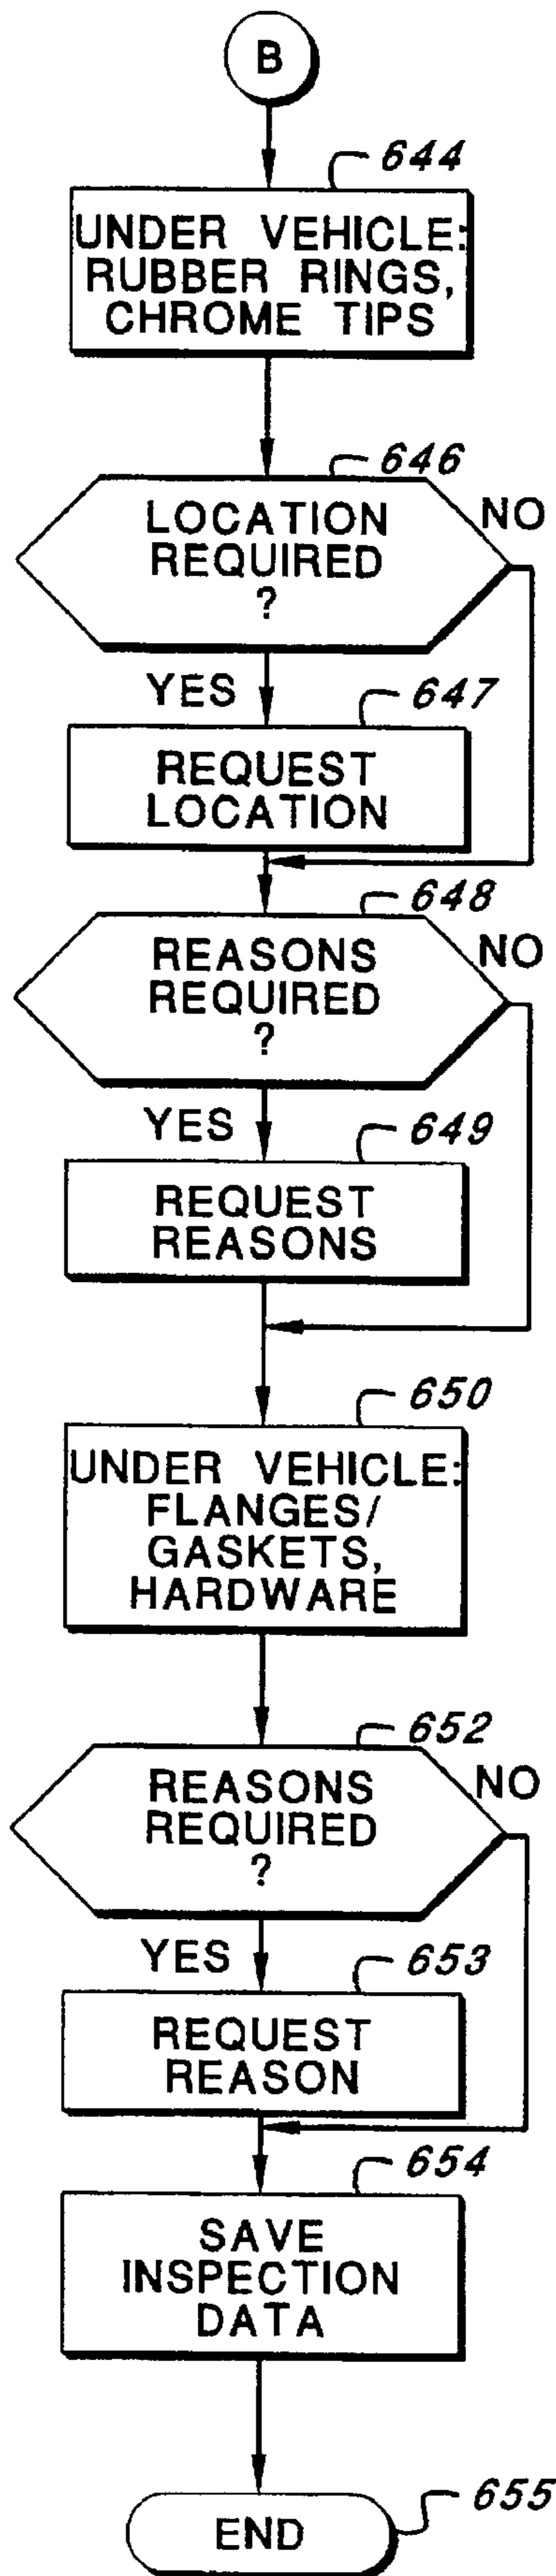 B
644
UNDER VEHICLE:
RUBBER RINGS,
CHROME TIPS
646
LOCATION
REQUIRED
?
NO
YES
647
REQUEST
LOCATION
648
REASONS
REQUIRED
?
NO
YES
649
REQUEST
REASONS
650
UNDER VEHICLE:
FLANGES/
GASKETS,
HARDWARE
652
REASONS
REQUIRED
?
NO
YES
653
REQUEST
REASON
654
SAVE
INSPECTION
DATA
END
655